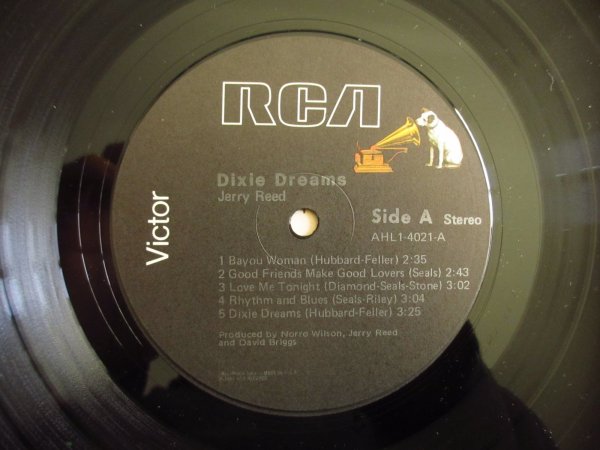 RCA
Victor
Dixie Dreams
Jerry Reed
Side A Stereo
AHL1-4021-A
1 Bayou Woman (Hubbard-Feller) 2:35
2 Good Friends Make Good Lovers (Seals) 2:43
3 Love Me Tonight (Diamond-Seals-Stone) 3:02
4 Rhythm and Blues (Seals-Riley) 3:04
5 Dixie Dreams (Hubbard-Feller) 3:25
Produced by Norro Wilson, Jerry Reed
and David Briggs